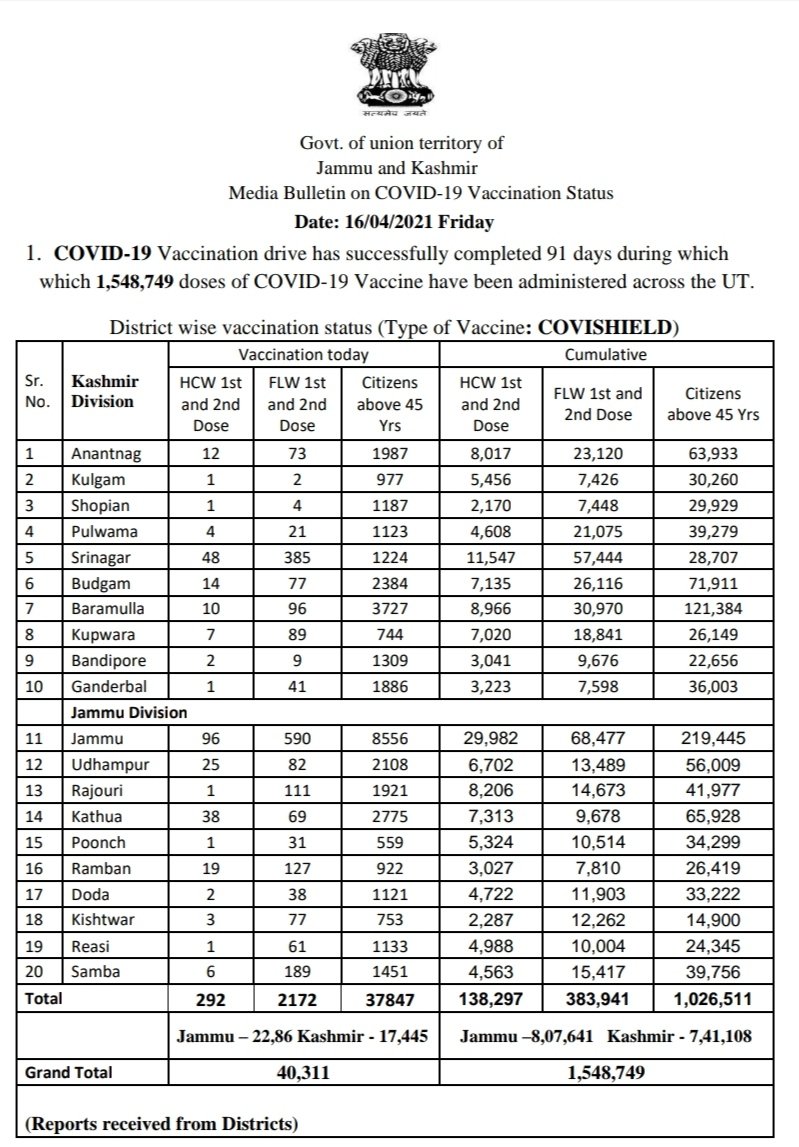 सत्यमेव जयते
Govt. of union territory of
Jammu and Kashmir
Media Bulletin on COVID-19 Vaccination Status
Date: 16/04/2021 Friday
1. COVID-19 Vaccination drive has successfully completed 91 days during which
which 1,548,749 doses of COVID-19 Vaccine have been administered across the UT.
District wise vaccination status (Type of Vaccine: COVISHIELD)
Sr. No. Kashmir Division Vaccination today Cumulative
HCW 1st and 2nd Dose FLW 1st and 2nd Dose Citizens above 45 Yrs HCW 1st and 2nd Dose FLW 1st and 2nd Dose Citizens above 45 Yrs
1 Anantnag 12 73 1987 8,017 23,120 63,933
2 Kulgam 1 2 977 5,456 7,426 30,260
3 Shopian 1 4 1187 2,170 7,448 29,929
4 Pulwama 4 21 1123 4,608 21,075 39,279
5 Srinagar 48 385 1224 11,547 57,444 28,707
6 Budgam 14 77 2384 7,135 26,116 71,911
7 Baramulla 10 96 3727 8,966 30,970 121,384
8 Kupwara 7 89 744 7,020 18,841 26,149
9 Bandipore 2 9 1309 3,041 9,676 22,656
10 Ganderbal 1 41 1886 3,223 7,598 36,003
Jammu Division
11 Jammu 96 590 8556 29,982 68,477 219,445
12 Udhampur 25 82 2108 6,702 13,489 56,009
13 Rajouri 1 111 1921 8,206 14,673 41,977
14 Kathua 38 69 2775 7,313 9,678 65,928
15 Poonch 1 31 559 5,324 10,514 34,299
16 Ramban 19 127 922 3,027 7,810 26,419
17 Doda 2 38 1121 4,722 11,903 33,222
18 Kishtwar 3 77 753 2,287 12,262 14,900
19 Reasi 1 61 1133 4,988 10,004 24,345
20 Samba 6 189 1451 4,563 15,417 39,756
Total 292 2172 37847 138,297 383,941 1,026,511
Jammu – 22,86 Kashmir - 17,445 Jammu –8,07,641 Kashmir - 7,41,108
Grand Total 40,311 1,548,749
(Reports received from Districts)